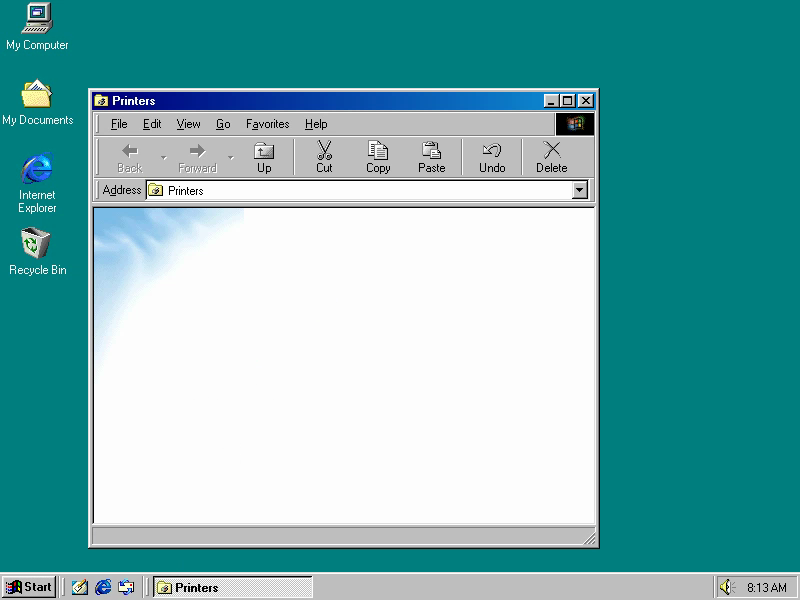 My Computer
My Documents
Internet
Explorer
Recycle Bin
Printers
File Edit View Go Favorites Help
Back Forward Up Cut Copy Paste Undo Delete
Address Printers
Start Printers 8:13 AM